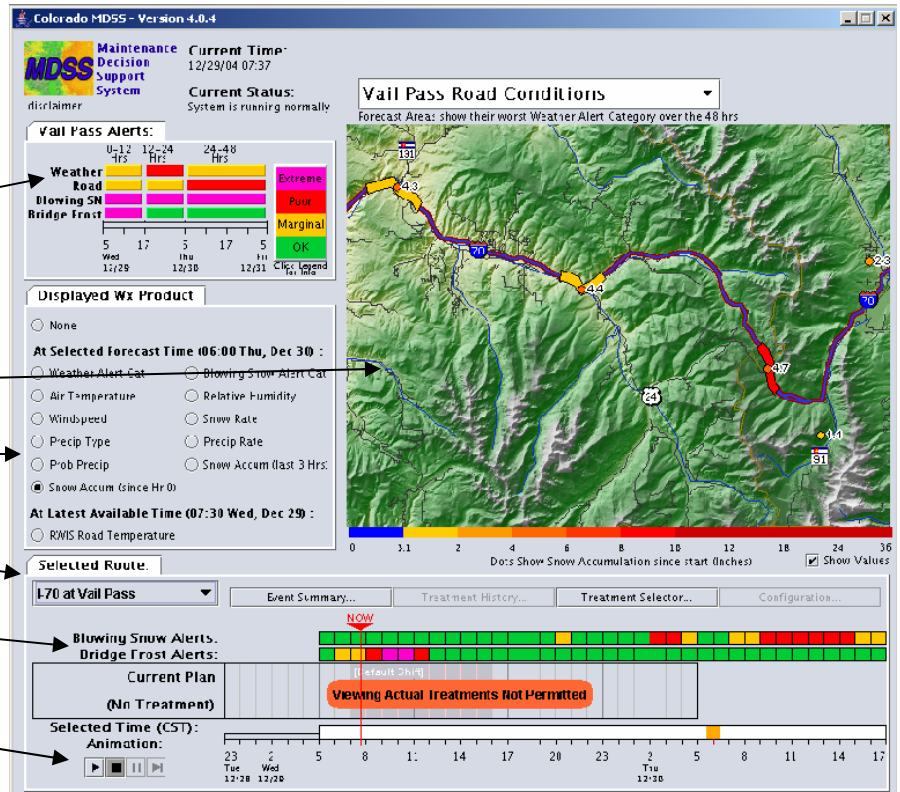 Colorado MDSS - Version 4.0.4
MDSS
Maintenance
Decision
Support
System
disclaimer
Current Time:
12/29/04 07:37
Current Status:
System is running normally
Vail Pass Road Conditions
Forecast Areas show their worst Weather Alert Category over the 48 hrs
Vail Pass Alerts:
0-12 Hrs 12-24 Hrs 24-48 Hrs
Weather
Road
Blowing SN
Bridge Frost
Extreme
Poor
Marginal
OK
Click Legend for Info
5 17 5 17 5
Wed Thu Fri
12/29 12/30 12/31
131
4.3
70
4.4
24
4.7
2.3
70
4.4
91
Displayed Wx Product
None
At Selected Forecast Time (06:00 Thu, Dec 30) :
Weather Alert Cat Blowing Snow Alert Cat
Air Temperature Relative Humidity
Windspeed Snow Rate
Precip Type Precip Rate
Prob Precip Snow Accum (last 3 Hrs)
Snow Accum (since Hr 0)
At Latest Available Time (07:30 Wed, Dec 29) :
RWIS Road Temperature
0 2 4 6 8 10 12 18 24 36
Dots Show Snow Accumulation since start (Inches)
Show Values
Selected Route:
I-70 at Vail Pass
Event Summary... Treatment History... Treatment Selector... Configuration...
NOW
Blowing Snow Alerts:
Bridge Frost Alerts:
Current Plan
(No Treatment)
[Default Shift]
Viewing Actual Treatments Not Permitted
Selected Time (CST):
Animation:
23 2 5 8 11 14 17 20 23 2 5 8 11 14 17
Tue Wed Thu
12/28 12/29 12/30